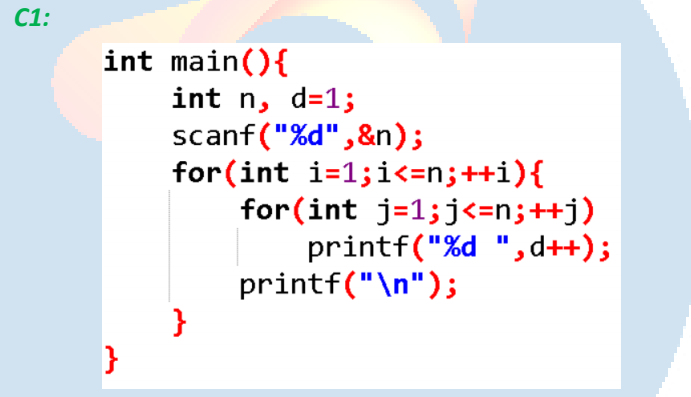 C1:
int main(){
    int n, d=1;
    scanf("%d",&n);
    for(int i=1;i<=n;++i){
        for(int j=1;j<=n;++j)
            printf("%d ",d++);
        printf("\n");
    }
}